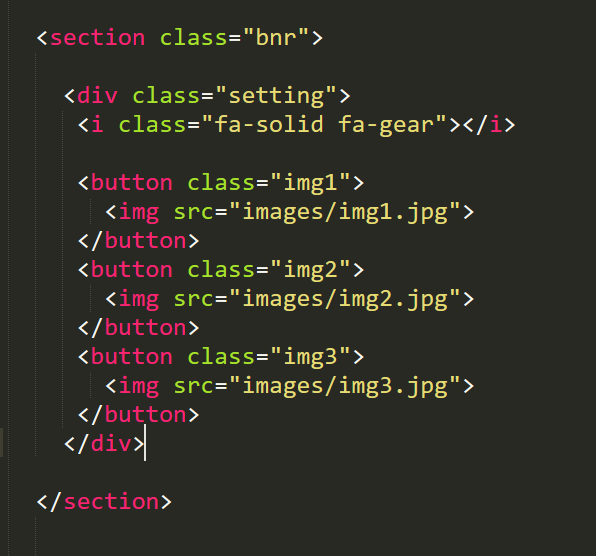 <section class="bnr">
<div class="setting">
<i class="fa-solid fa-gear"></i>
<button class="img1">
<img src="images/img1.jpg">
</button>
<button class="img2">
<img src="images/img2.jpg">
</button>
<button class="img3">
<img src="images/img3.jpg">
</button>
</div>
</section>